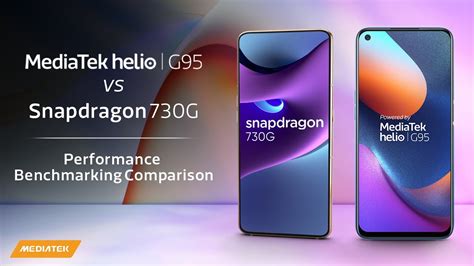 MediaTek helio | G95
vs
Snapdragon 730G
Performance
Benchmarking Comparison
MEDIATEK
snapdragon
730G
Powered by
MediaTek
helio | G95